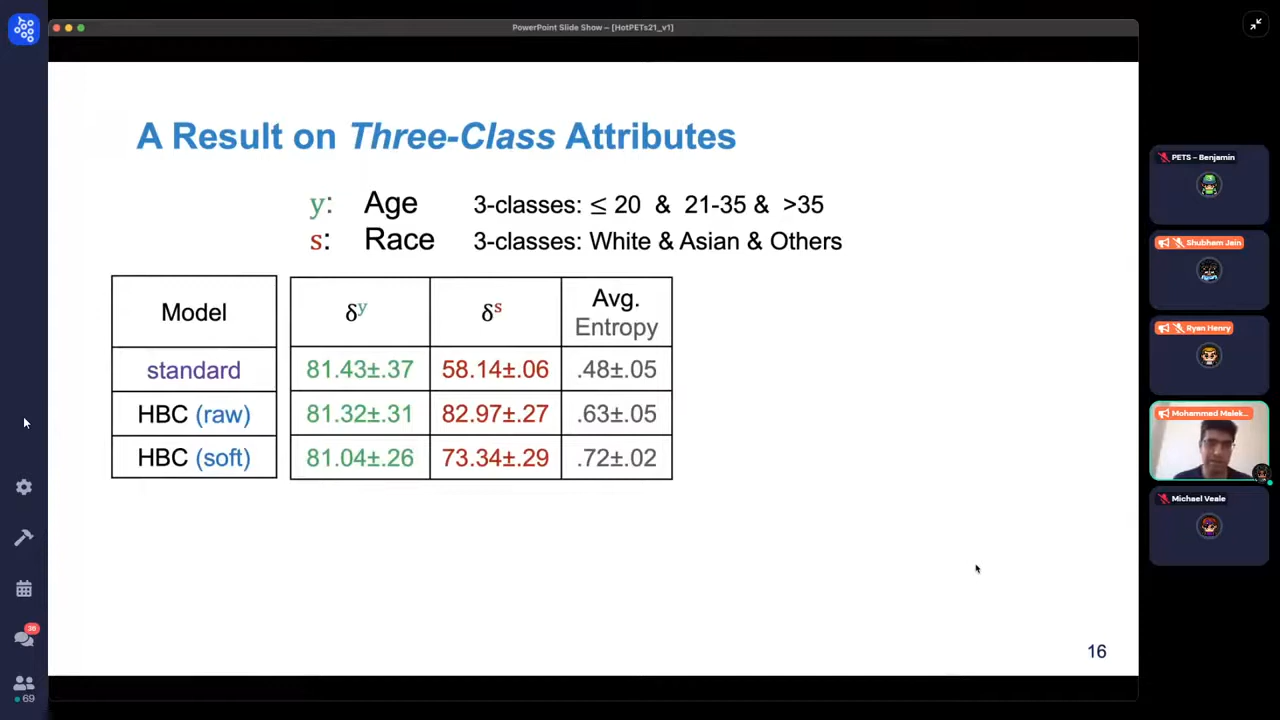 PowerPoint Slide Show – [HotPETs21_v1]
A Result on Three-Class Attributes
y: Age 3-classes: ≤ 20 & 21-35 & >35
s: Race 3-classes: White & Asian & Others
Model δʸ δˢ Avg. Entropy
standard 81.43±.37 58.14±.06 .48±.05
HBC (raw) 81.32±.31 82.97±.27 .63±.05
HBC (soft) 81.04±.26 73.34±.29 .72±.02
16
PETS - Benjamin
Shubham Jain
Ryan Henry
Mohammad Malek...
Michael Veale
36
69